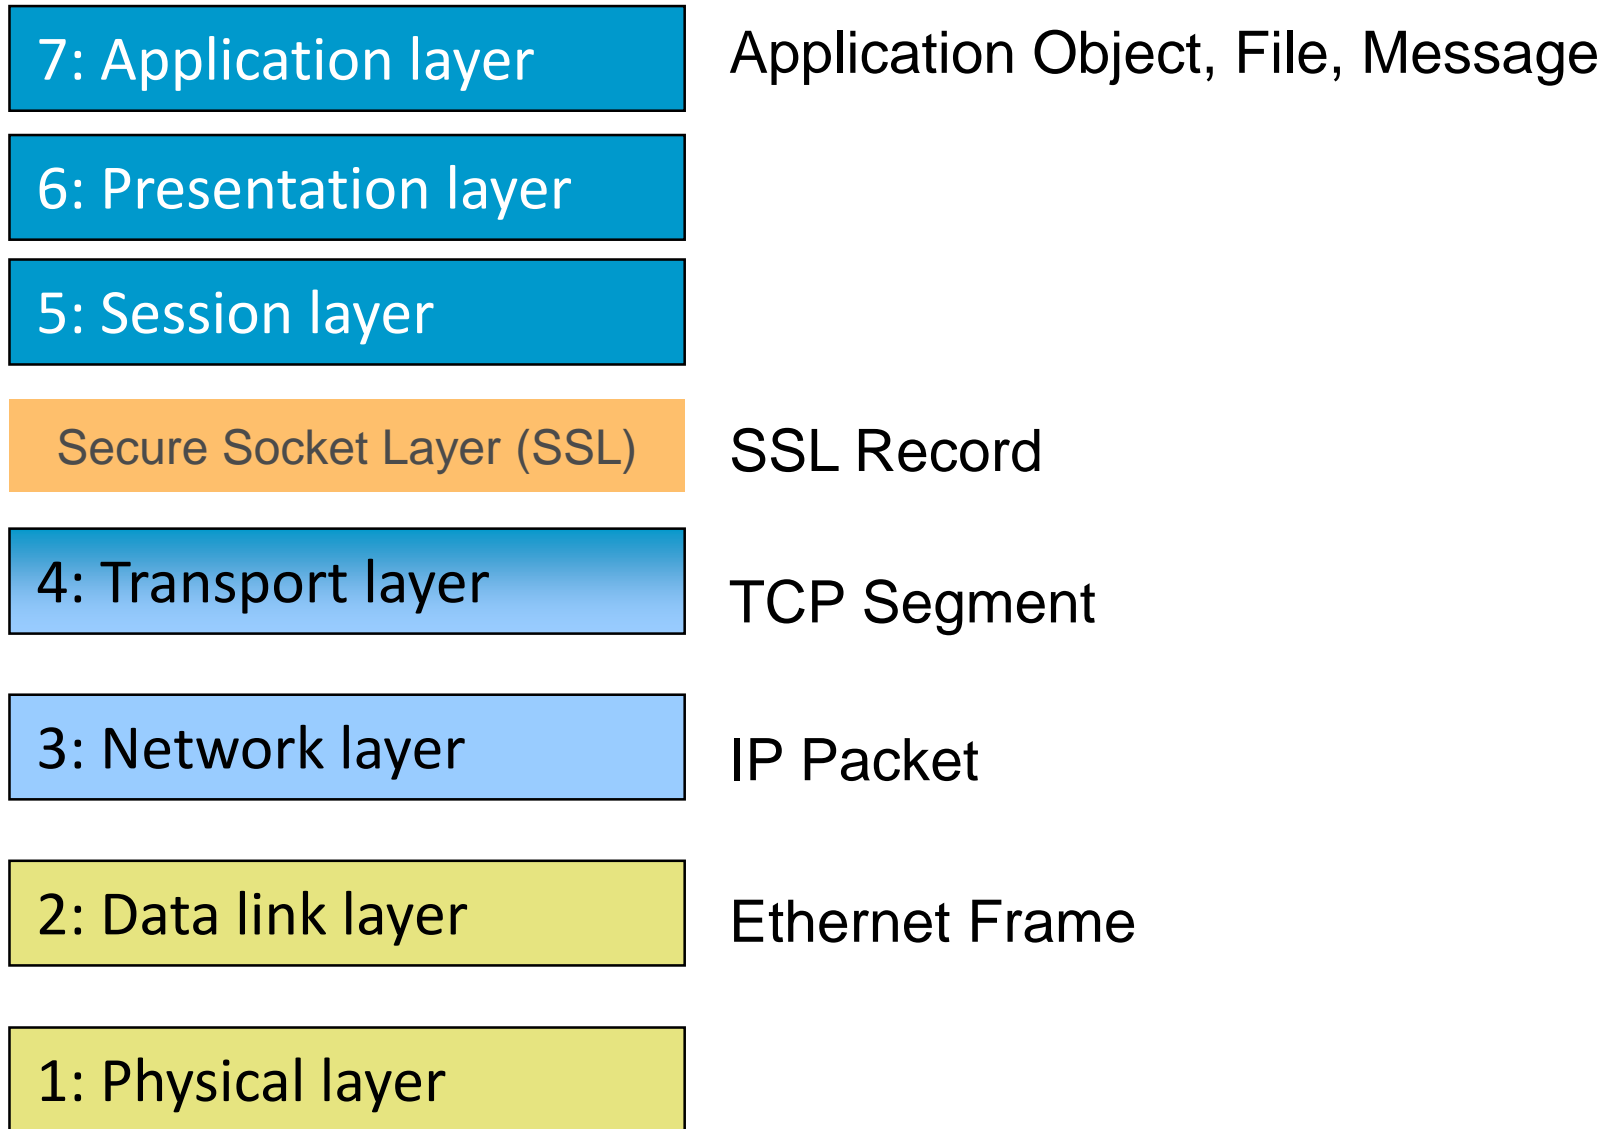 7: Application layer
Application Object, File, Message
6: Presentation layer
5: Session layer
Secure Socket Layer (SSL)
SSL Record
4: Transport layer
TCP Segment
3: Network layer
IP Packet
2: Data link layer
Ethernet Frame
1: Physical layer